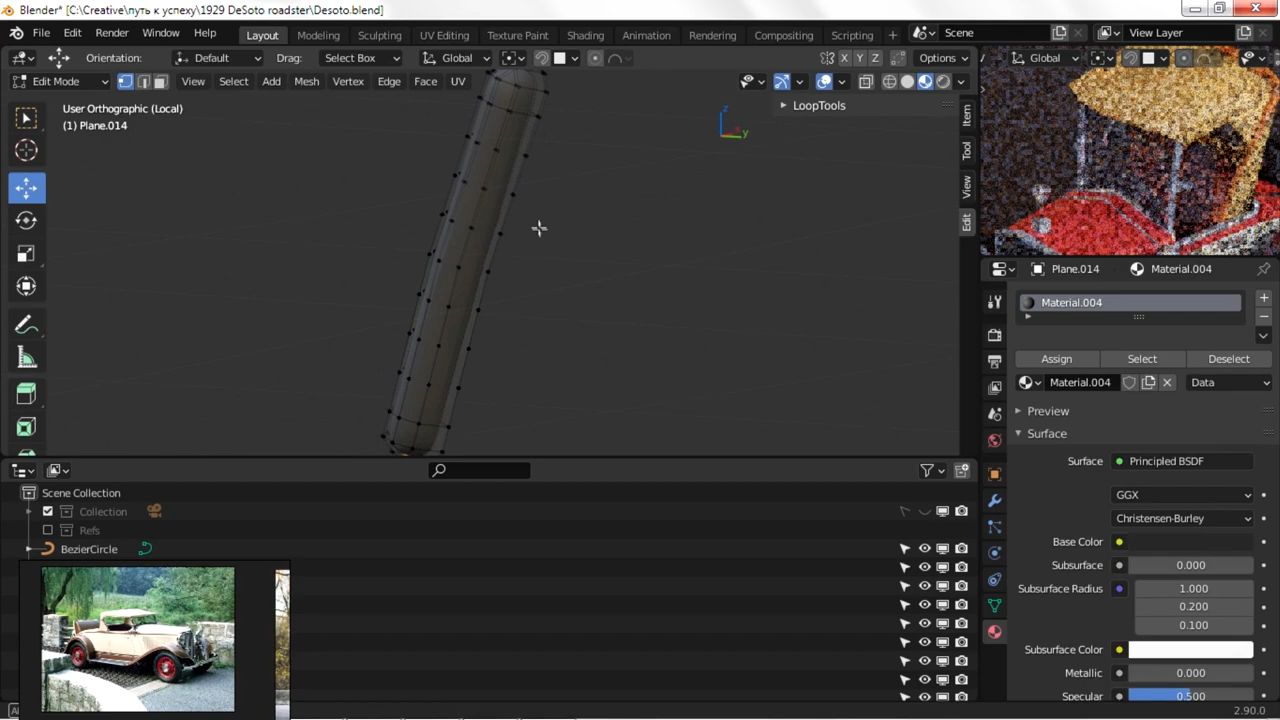 Blender* [C:\Creative\путь к успеху\1929 DeSoto roadster\Desoto.blend]
File Edit Render Window Help Layout Modeling Sculpting UV Editing Texture Paint Shading Animation Rendering Compositing Scripting + Scene View Layer
Orientation: Default Drag: Select Box Global X Y Z Options Global
Edit Mode View Select Add Mesh Vertex Edge Face UV
User Orthographic (Local)
(1) Plane.014
LoopTools
z
y
Item
Tool
View
Edit
Plane.014 Material.004
Material.004
Assign Select Deselect
Material.004 Data
Preview
Surface
Surface Principled BSDF
GGX
Christensen-Burley
Base Color
Subsurface 0.000
Subsurface Radius 1.000
0.200
0.100
Subsurface Color
Metallic 0.000
Specular 0.500
Scene Collection
Collection
Refs
BezierCircle
2.90.0